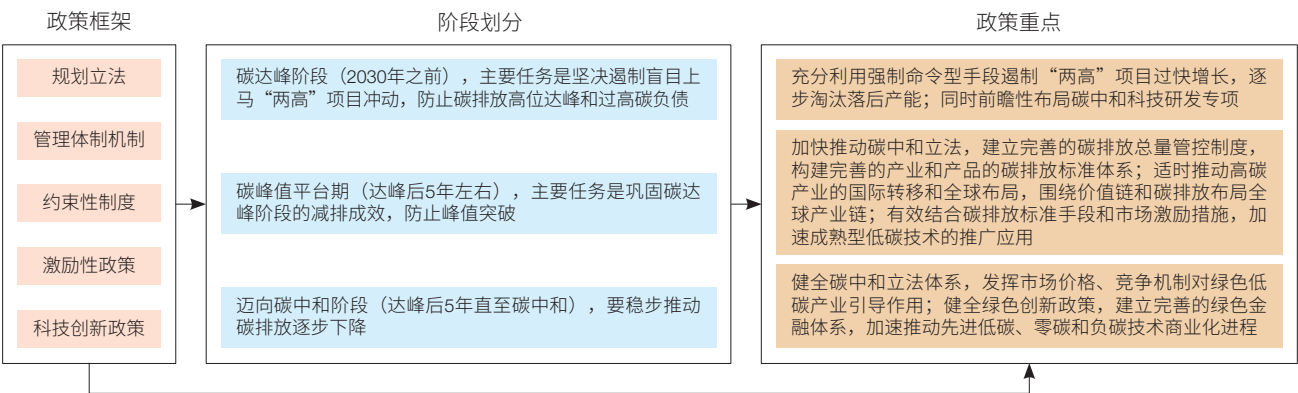 政策框架
阶段划分
政策重点
规划立法
管理体制机制
约束性制度
激励性政策
科技创新政策
碳达峰阶段（2030年之前），主要任务是坚决遏制盲目上
马“两高”项目冲动，防止碳排放高位达峰和过高碳负债
碳峰值平台期（达峰后5年左右），主要任务是巩固碳达
峰阶段的减排成效，防止峰值突破
迈向碳中和阶段（达峰后5年直至碳中和），要稳步推动
碳排放逐步下降
充分利用强制命令型手段遏制“两高”项目过快增长，逐
步淘汰落后产能；同时前瞻性布局碳中和科技研发专项
加快推动碳中和立法，建立完善的碳排放总量管控制度，
构建完善的产业和产品的碳排放标准体系；适时推动高碳
产业的国际转移和全球布局，围绕价值链和碳排放布局全
球产业链；有效结合碳排放标准手段和市场激励措施，加
速成熟型低碳技术的推广应用
健全碳中和立法体系，发挥市场价格、竞争机制对绿色低
碳产业引导作用；健全绿色创新政策，建立完善的绿色金
融体系，加速推动先进低碳、零碳和负碳技术商业化进程